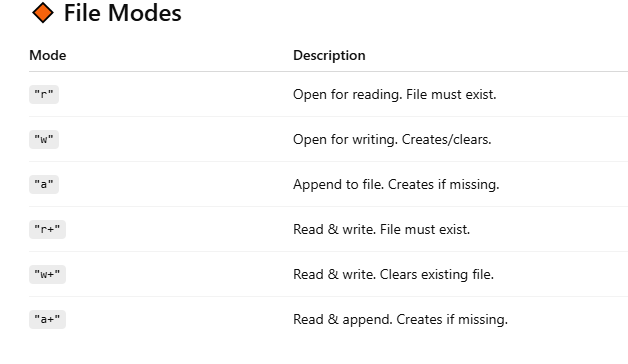 File Modes
Mode Description
"r" Open for reading. File must exist.
"w" Open for writing. Creates/clears.
"a" Append to file. Creates if missing.
"r+" Read & write. File must exist.
"w+" Read & write. Clears existing file.
"a+" Read & append. Creates if missing.